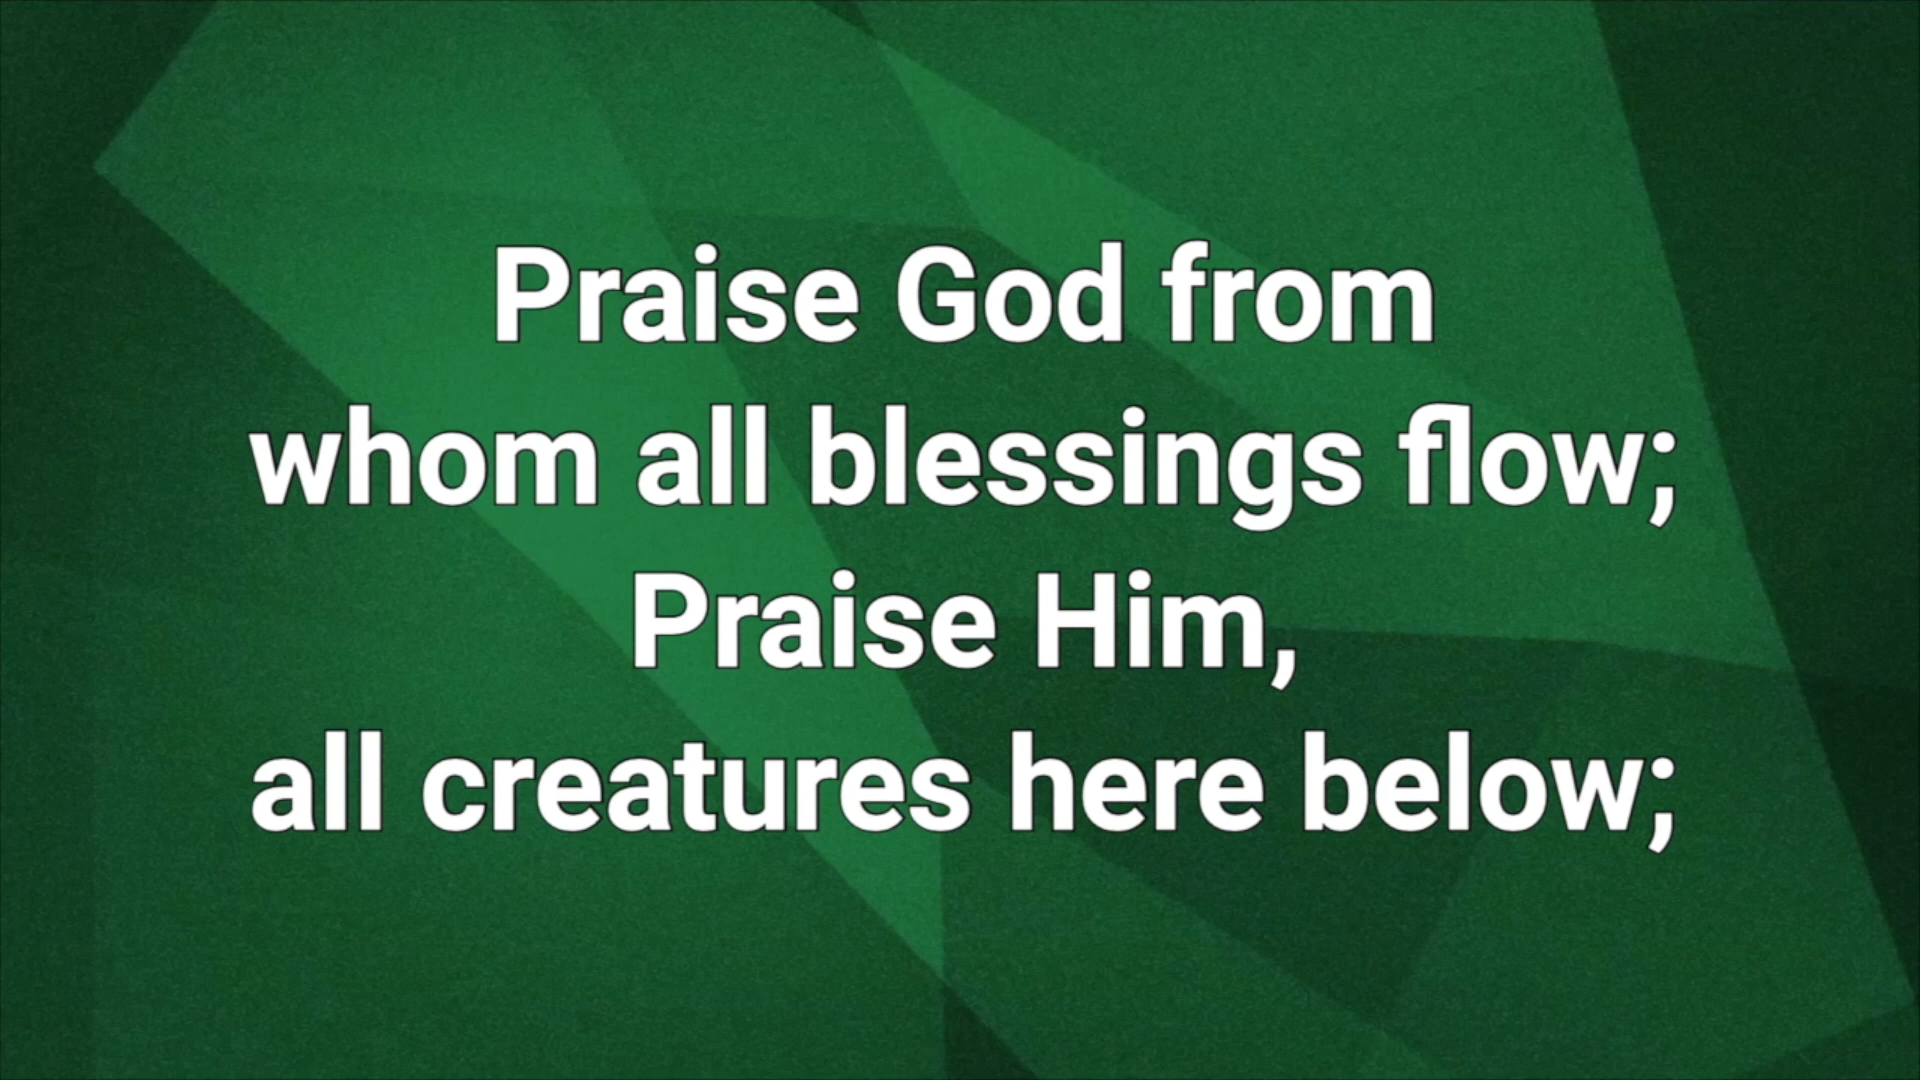 Praise God from
whom all blessings flow;
Praise Him,
all creatures here below;